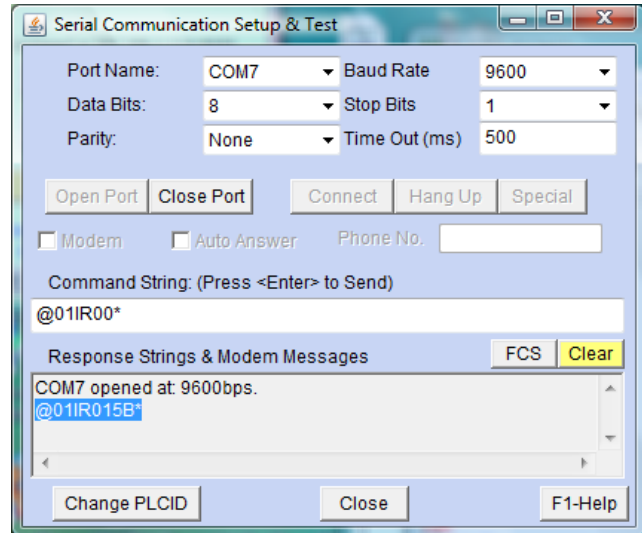 Serial Communication Setup & Test
Port Name: COM7 Baud Rate 9600
Data Bits: 8 Stop Bits 1
Parity: None Time Out (ms) 500
Open Port Close Port Connect Hang Up Special
Modem Auto Answer Phone No.
Command String: (Press <Enter> to Send)
@01IR00*
Response Strings & Modem Messages FCS Clear
COM7 opened at: 9600bps.
@01IR015B*
Change PLCID Close F1-Help